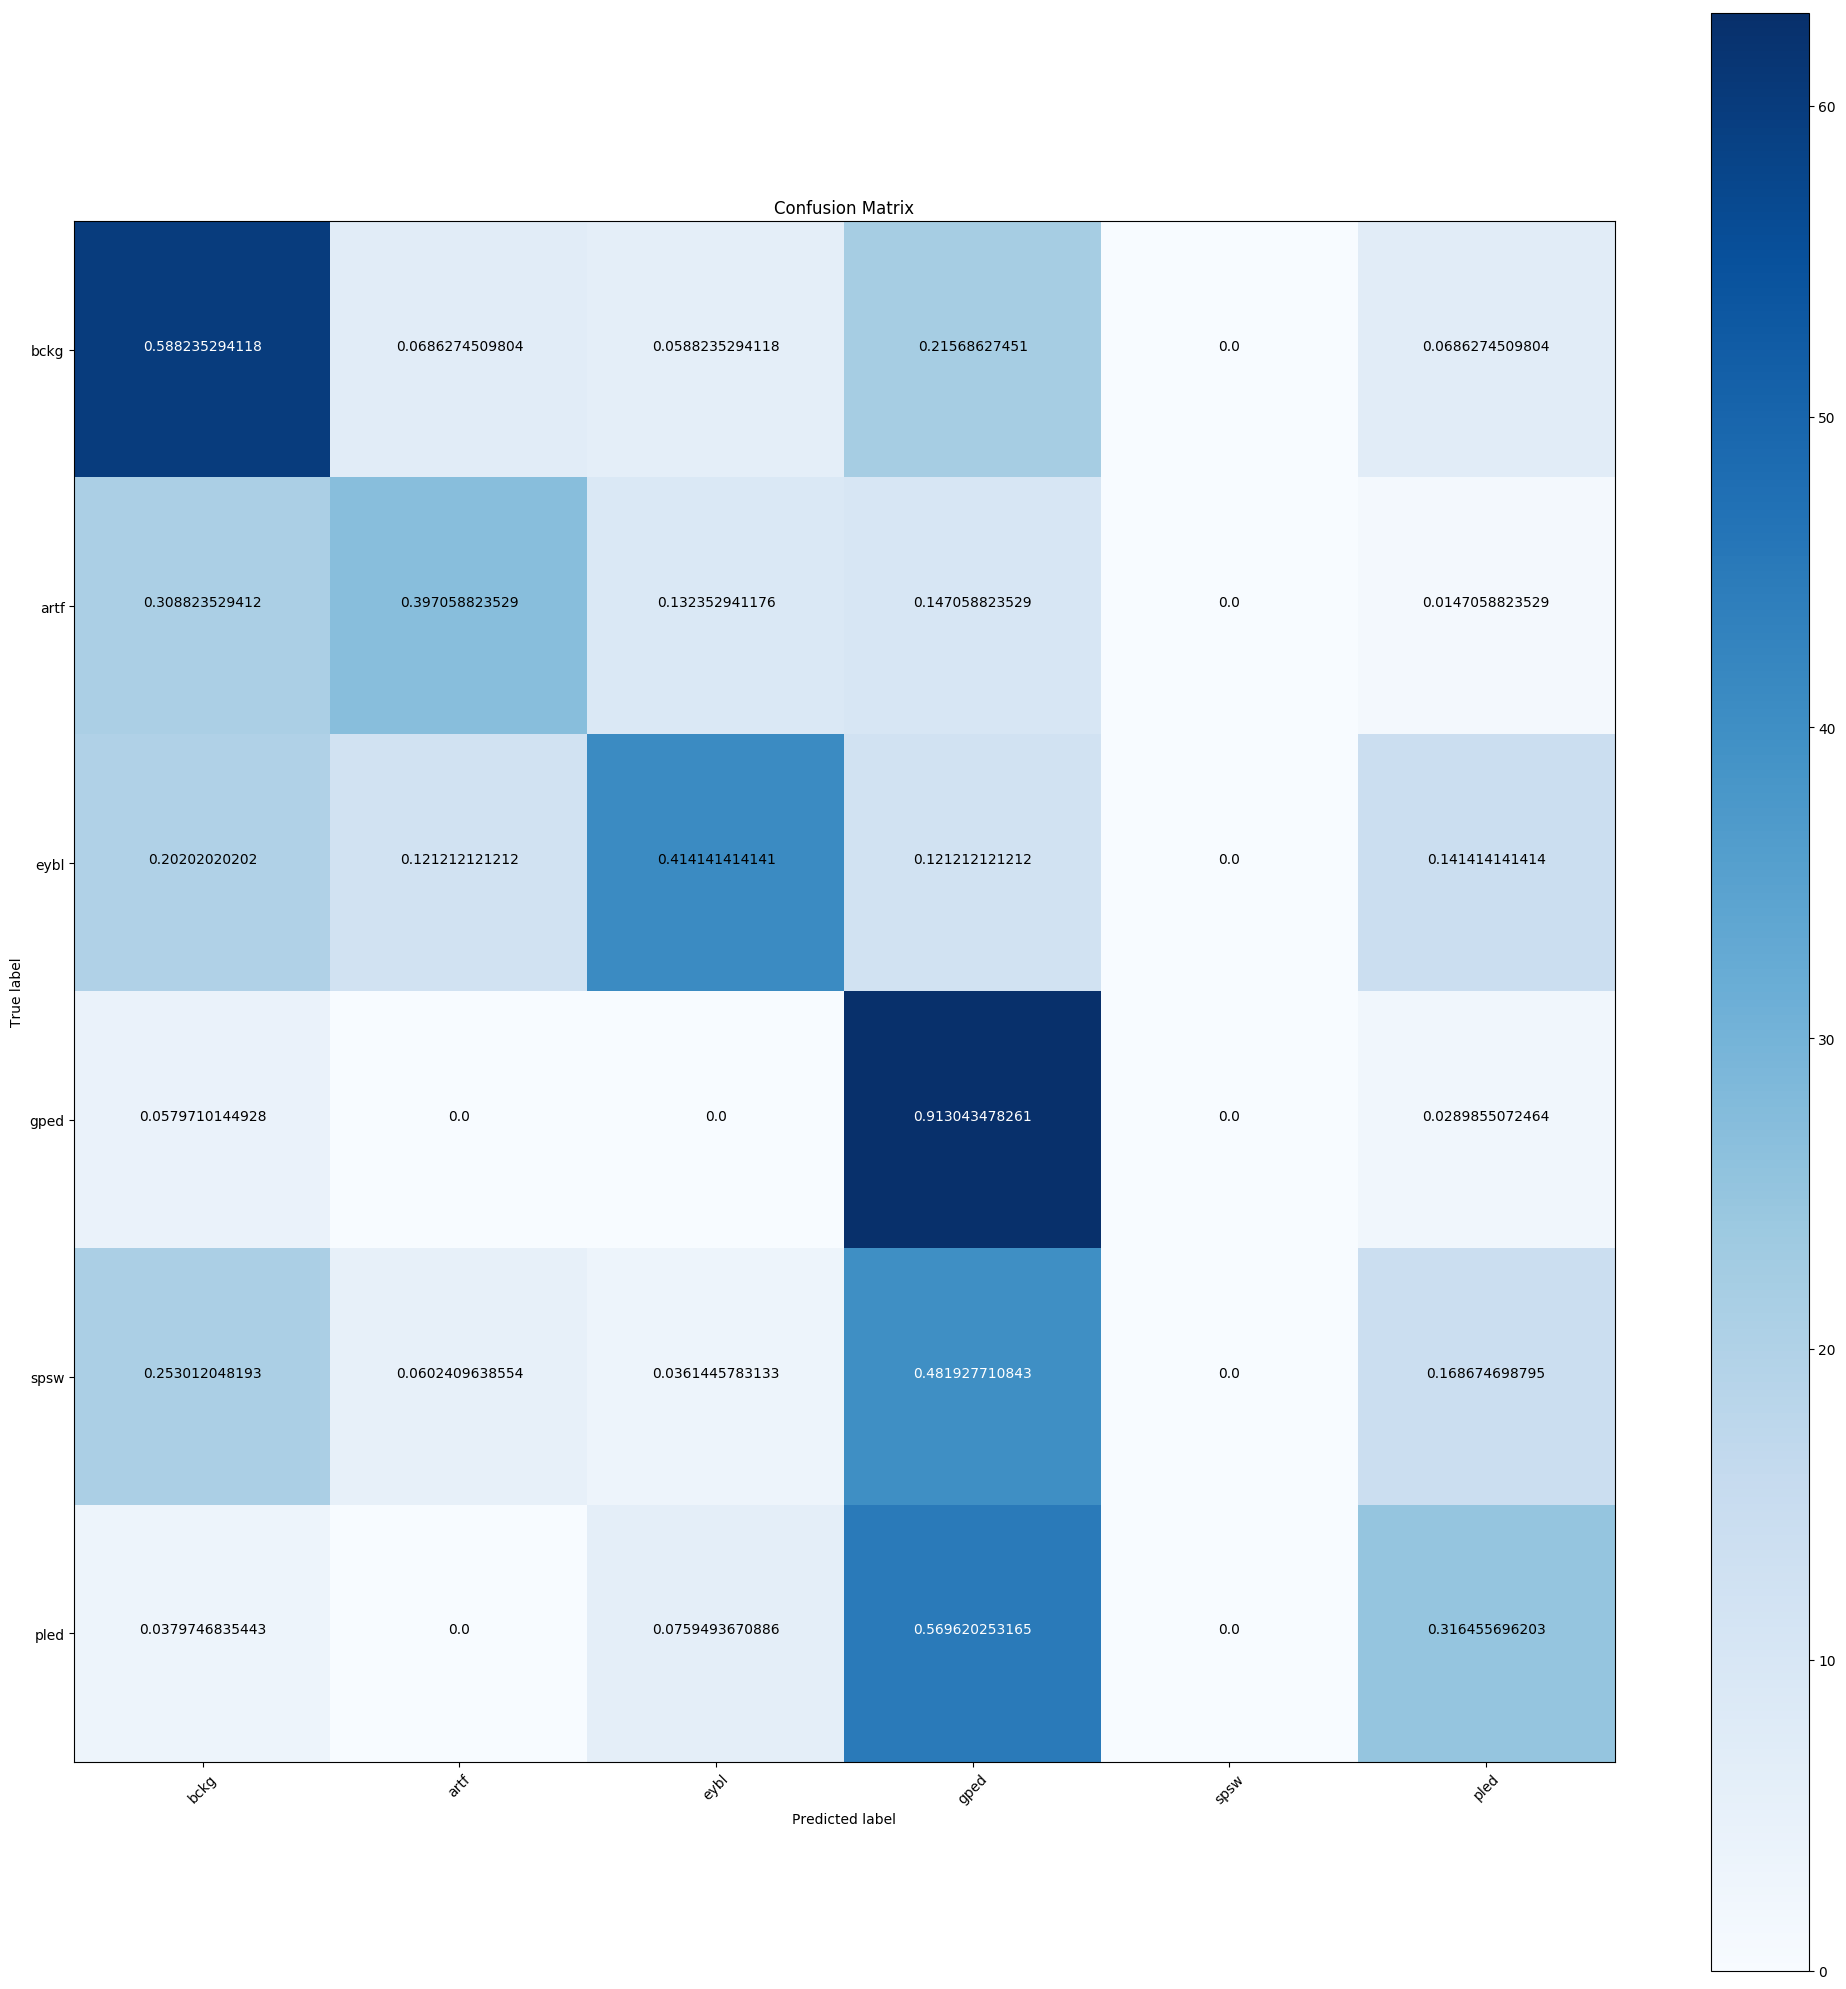 Confusion Matrix
bckg 0.588235294118 0.0686274509804 0.0588235294118 0.21568627451 0.0 0.0686274509804
artf 0.308823529412 0.397058823529 0.132352941176 0.147058823529 0.0 0.0147058823529
eybl 0.20202020202 0.121212121212 0.414141414141 0.121212121212 0.0 0.141414141414
gped 0.0579710144928 0.0 0.0 0.913043478261 0.0 0.0289855072464
spsw 0.253012048193 0.0602409638554 0.0361445783133 0.481927710843 0.0 0.168674698795
pled 0.0379746835443 0.0 0.0759493670886 0.569620253165 0.0 0.316455696203
bckg artf eybl gped spsw pled
Predicted label
True label
60
50
40
30
20
10
0